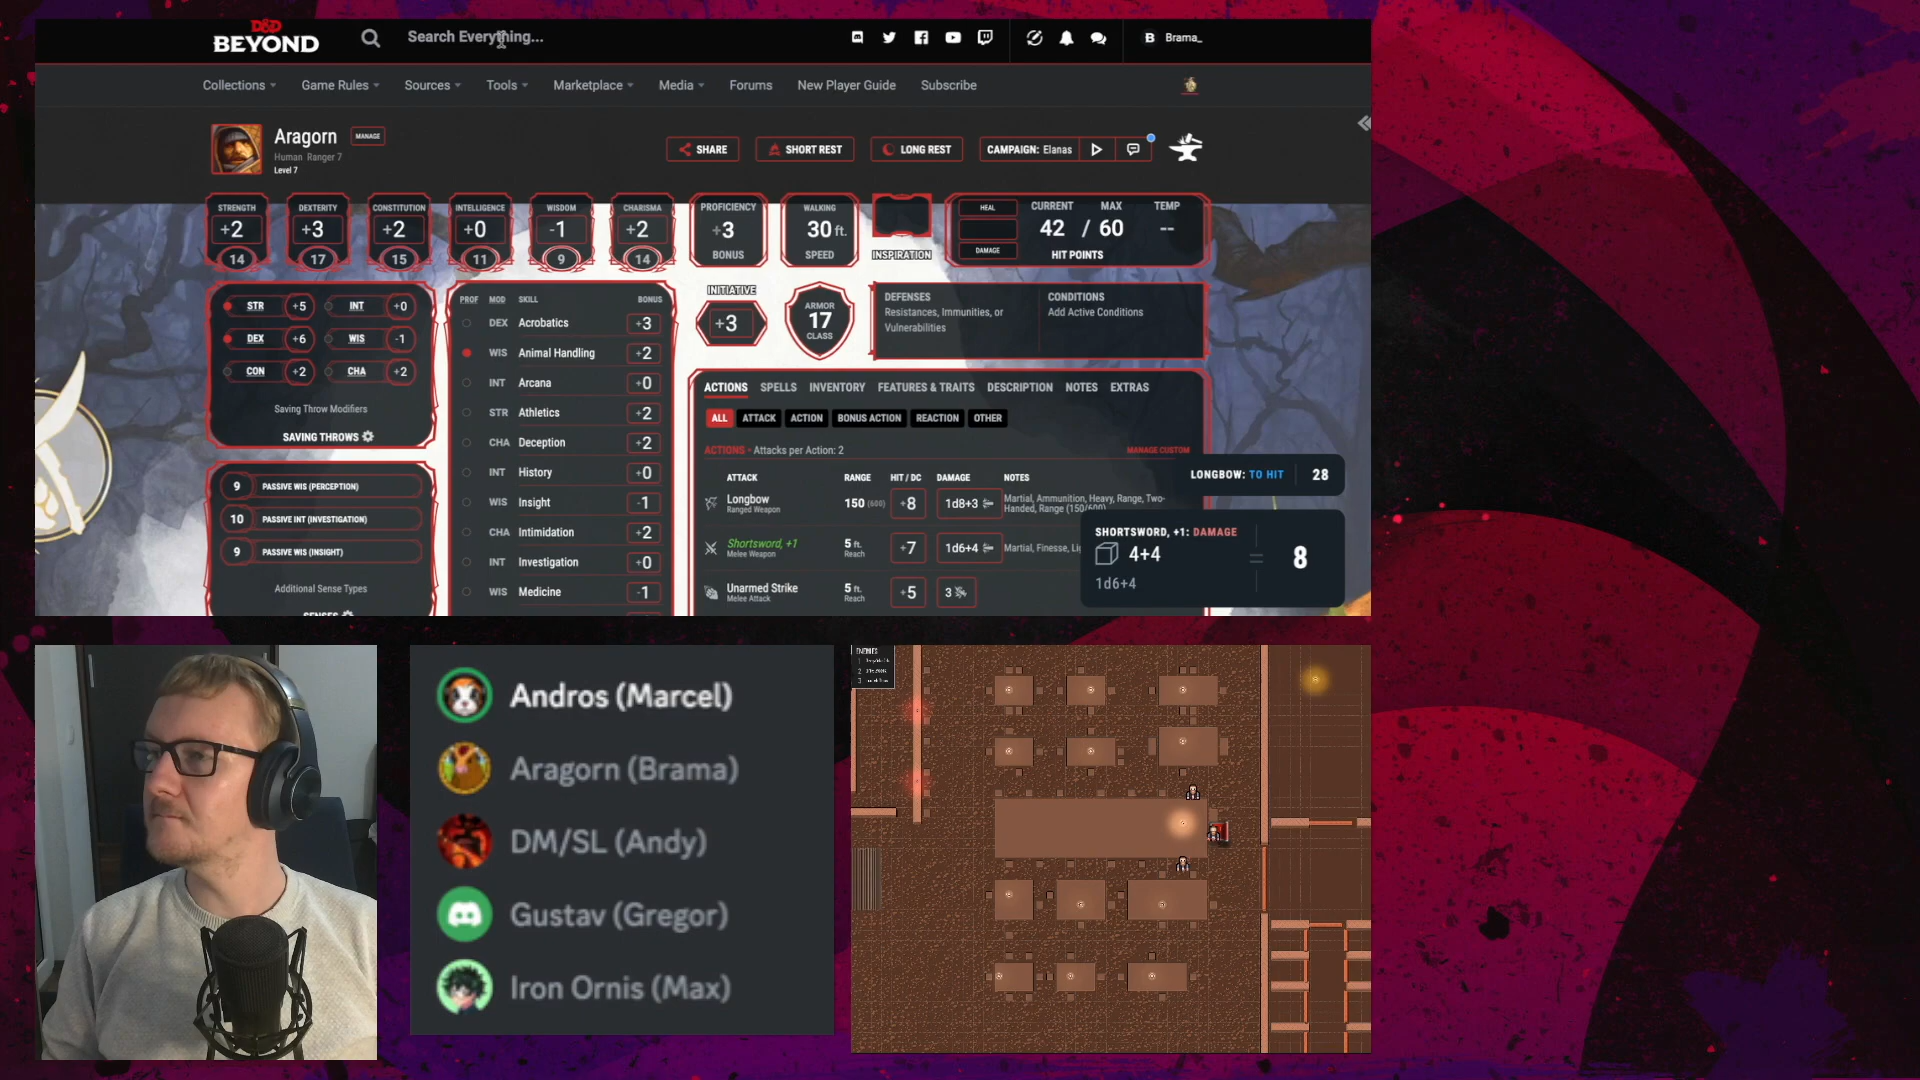 D&D
BEYOND
Search Everything...
B Brama_
Collections
Game Rules
Sources
Tools
Marketplace
Media
Forums
New Player Guide
Subscribe
Aragorn
MANAGE
Human Ranger 7
Level 7
SHARE
SHORT REST
LONG REST
CAMPAIGN: Elanas
STRENGTH
+2
14
DEXTERITY
+3
17
CONSTITUTION
+2
15
INTELLIGENCE
+0
11
WISDOM
-1
9
CHARISMA
+2
14
PROFICIENCY
+3
BONUS
WALKING
30 ft.
SPEED
INSPIRATION
HEAL
DAMAGE
CURRENT
MAX
TEMP
42 / 60
--
HIT POINTS
STR +5
INT +0
DEX +6
WIS -1
CON +2
CHA +2
Saving Throw Modifiers
SAVING THROWS
9 PASSIVE WIS (PERCEPTION)
10 PASSIVE INT (INVESTIGATION)
9 PASSIVE WIS (INSIGHT)
Additional Sense Types
SENSES
PROF MOD SKILL BONUS
DEX Acrobatics +3
WIS Animal Handling +2
INT Arcana +0
STR Athletics +2
CHA Deception +2
INT History +0
WIS Insight -1
CHA Intimidation +2
INT Investigation +0
WIS Medicine -1
INITIATIVE
+3
ARMOR
17
CLASS
DEFENSES
Resistances, Immunities, or
Vulnerabilities
CONDITIONS
Add Active Conditions
ACTIONS SPELLS INVENTORY FEATURES & TRAITS DESCRIPTION NOTES EXTRAS
ALL ATTACK ACTION BONUS ACTION REACTION OTHER
ACTIONS • Attacks per Action: 2
MANAGE CUSTOM
ATTACK RANGE HIT / DC DAMAGE NOTES
Longbow
Ranged Weapon
150 (600)
+8
1d8+3
Martial, Ammunition, Heavy, Range, Two-
Handed, Range (150/600)
Shortsword, +1
Melee Weapon
5 ft.
Reach
+7
1d6+4
Martial, Finesse,
Unarmed Strike
Melee Attack
5 ft.
Reach
+5
3
LONGBOW: TO HIT 28
SHORTSWORD, +1: DAMAGE
4+4 = 8
1d6+4
Andros (Marcel)
Aragorn (Brama)
DM/SL (Andy)
Gustav (Gregor)
Iron Ornis (Max)
ENEMIES
1
2
3